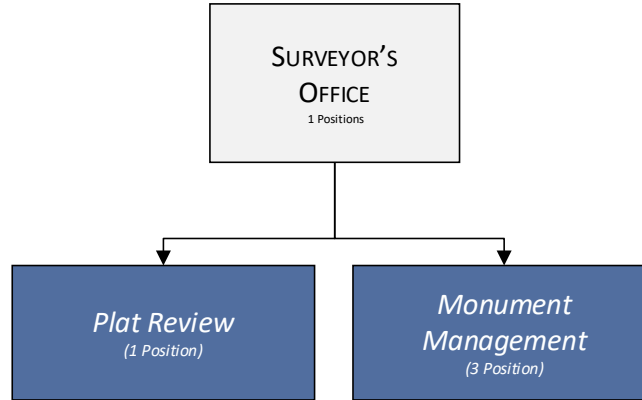 SURVEYOR'S
OFFICE
1 Positions
Plat Review
(1 Position)
Monument
Management
(3 Position)